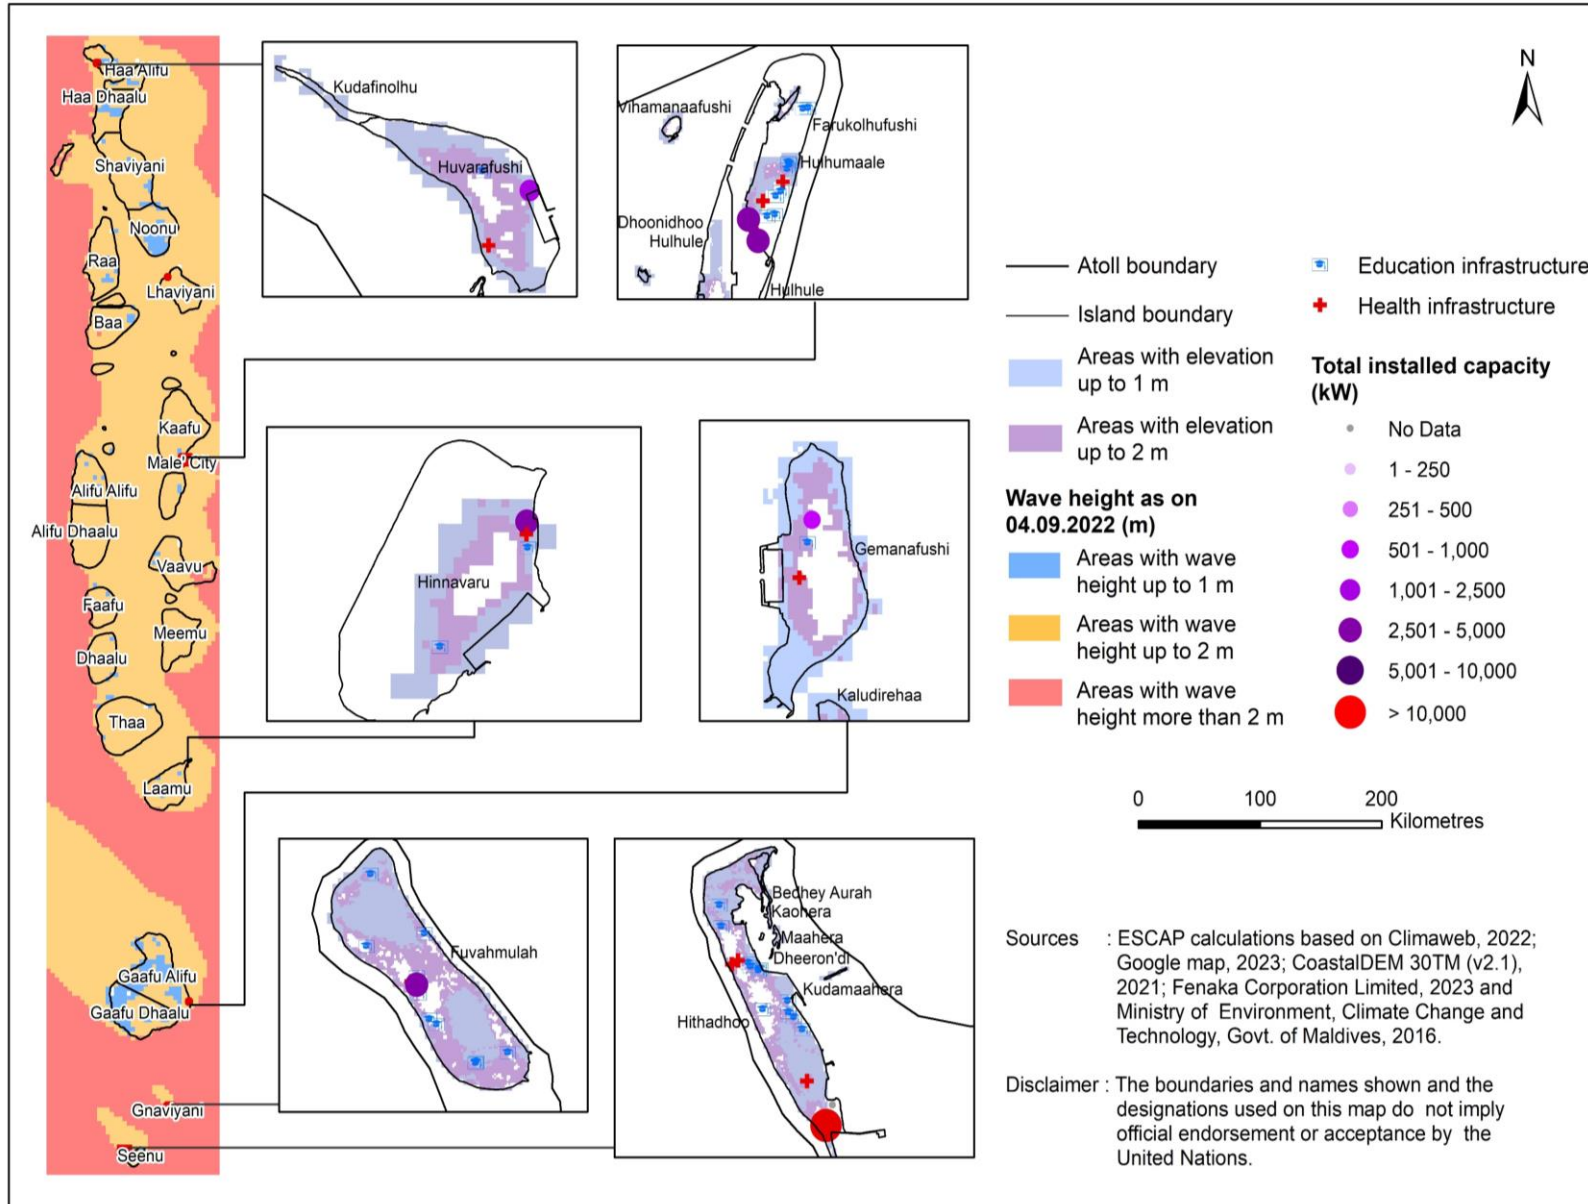 Haa Alifu
Haa Dhaalu
Shaviyani
Noonu
Raa
Lhaviyani
Baa
Kaafu
Male' City
Alifu Alifu
Alifu Dhaalu
Vaavu
Faafu
Meemu
Dhaalu
Thaa
Laamu
Gaafu Alifu
Gaafu Dhaalu
Gnaviyani
Seenu
Kudafinolhu
Huvarafushi
Vihamanaafushi
Farukolhufushi
Hulhumaale
Dhoonidhoo
Hulhule
Hulhule
Hinnavaru
Gemanafushi
Kaludirehaa
Fuvahmulah
Bedhey Aurah
Kaohera
Maahera
Dheeron'di
Kudamaahera
Hithadhoo
N
Atoll boundary
Island boundary
Areas with elevation
up to 1 m
Areas with elevation
up to 2 m
Wave height as on
04.09.2022 (m)
Areas with wave
height up to 1 m
Areas with wave
height up to 2 m
Areas with wave
height more than 2 m
Education infrastructure
Health infrastructure
Total installed capacity
(kW)
No Data
1 - 250
251 - 500
501 - 1,000
1,001 - 2,500
2,501 - 5,000
5,001 - 10,000
> 10,000
0 100 200
Kilometres
Sources : ESCAP calculations based on Climaweb, 2022;
Google map, 2023; CoastalDEM 30TM (v2.1),
2021; Fenaka Corporation Limited, 2023 and
Ministry of Environment, Climate Change and
Technology, Govt. of Maldives, 2016.
Disclaimer : The boundaries and names shown and the
designations used on this map do not imply
official endorsement or acceptance by the
United Nations.